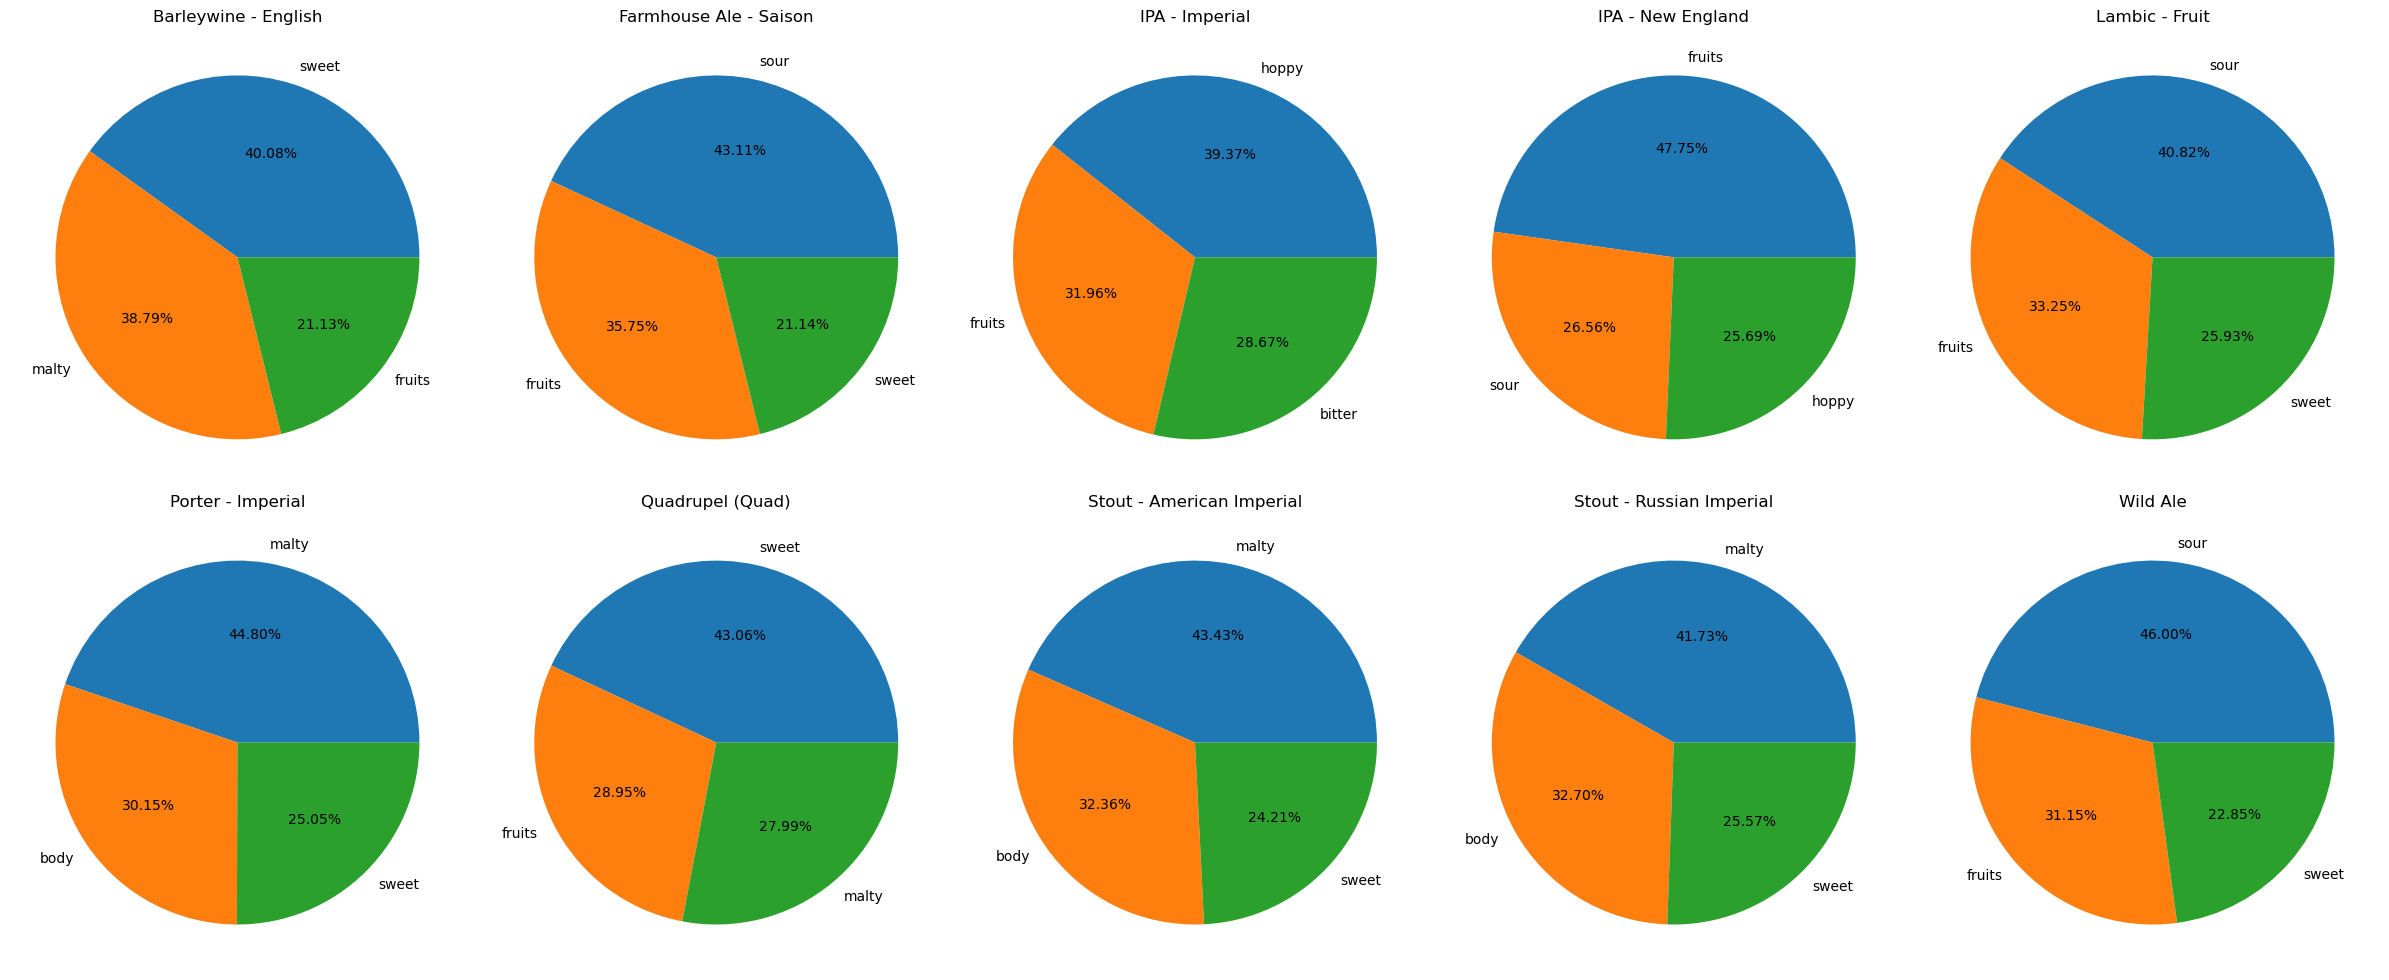 Barleywine - English
sweet
40.08%
38.79%
malty
21.13%
fruits
Farmhouse Ale - Saison
sour
43.11%
35.75%
fruits
21.14%
sweet
IPA - Imperial
hoppy
39.37%
31.96%
fruits
28.67%
bitter
IPA - New England
fruits
47.75%
26.56%
sour
25.69%
hoppy
Lambic - Fruit
sour
40.82%
33.25%
fruits
25.93%
sweet
Porter - Imperial
malty
44.80%
30.15%
body
25.05%
sweet
Quadrupel (Quad)
sweet
43.06%
28.95%
fruits
27.99%
malty
Stout - American Imperial
malty
43.43%
32.36%
body
24.21%
sweet
Stout - Russian Imperial
malty
41.73%
32.70%
body
25.57%
sweet
Wild Ale
sour
46.00%
31.15%
fruits
22.85%
sweet